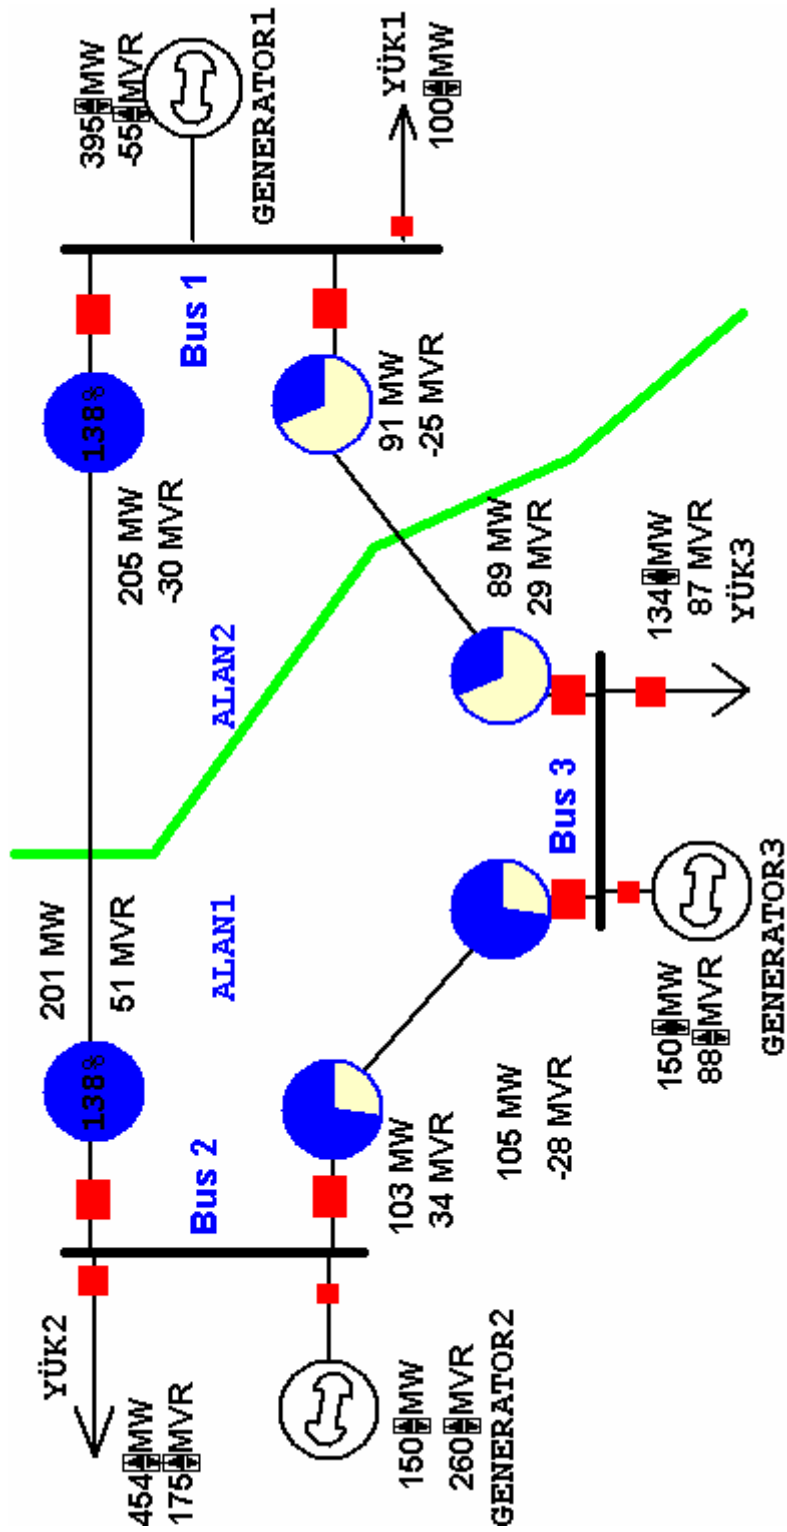 YÜK2
454 MW
175 MVR
138%
201 MW
51 MVR
205 MW
-30 MVR
138%
395 MW
-55 MVR
GENERATOR1
Bus 2
ALAN1
ALAN2
Bus 1
150 MW
260 MVR
GENERATOR2
103 MW
34 MVR
91 MW
-25 MVR
YÜK1
100 MW
105 MW
-28 MVR
89 MW
29 MVR
Bus 3
150 MW
88 MVR
GENERATOR3
134 MW
87 MVR
YÜK3